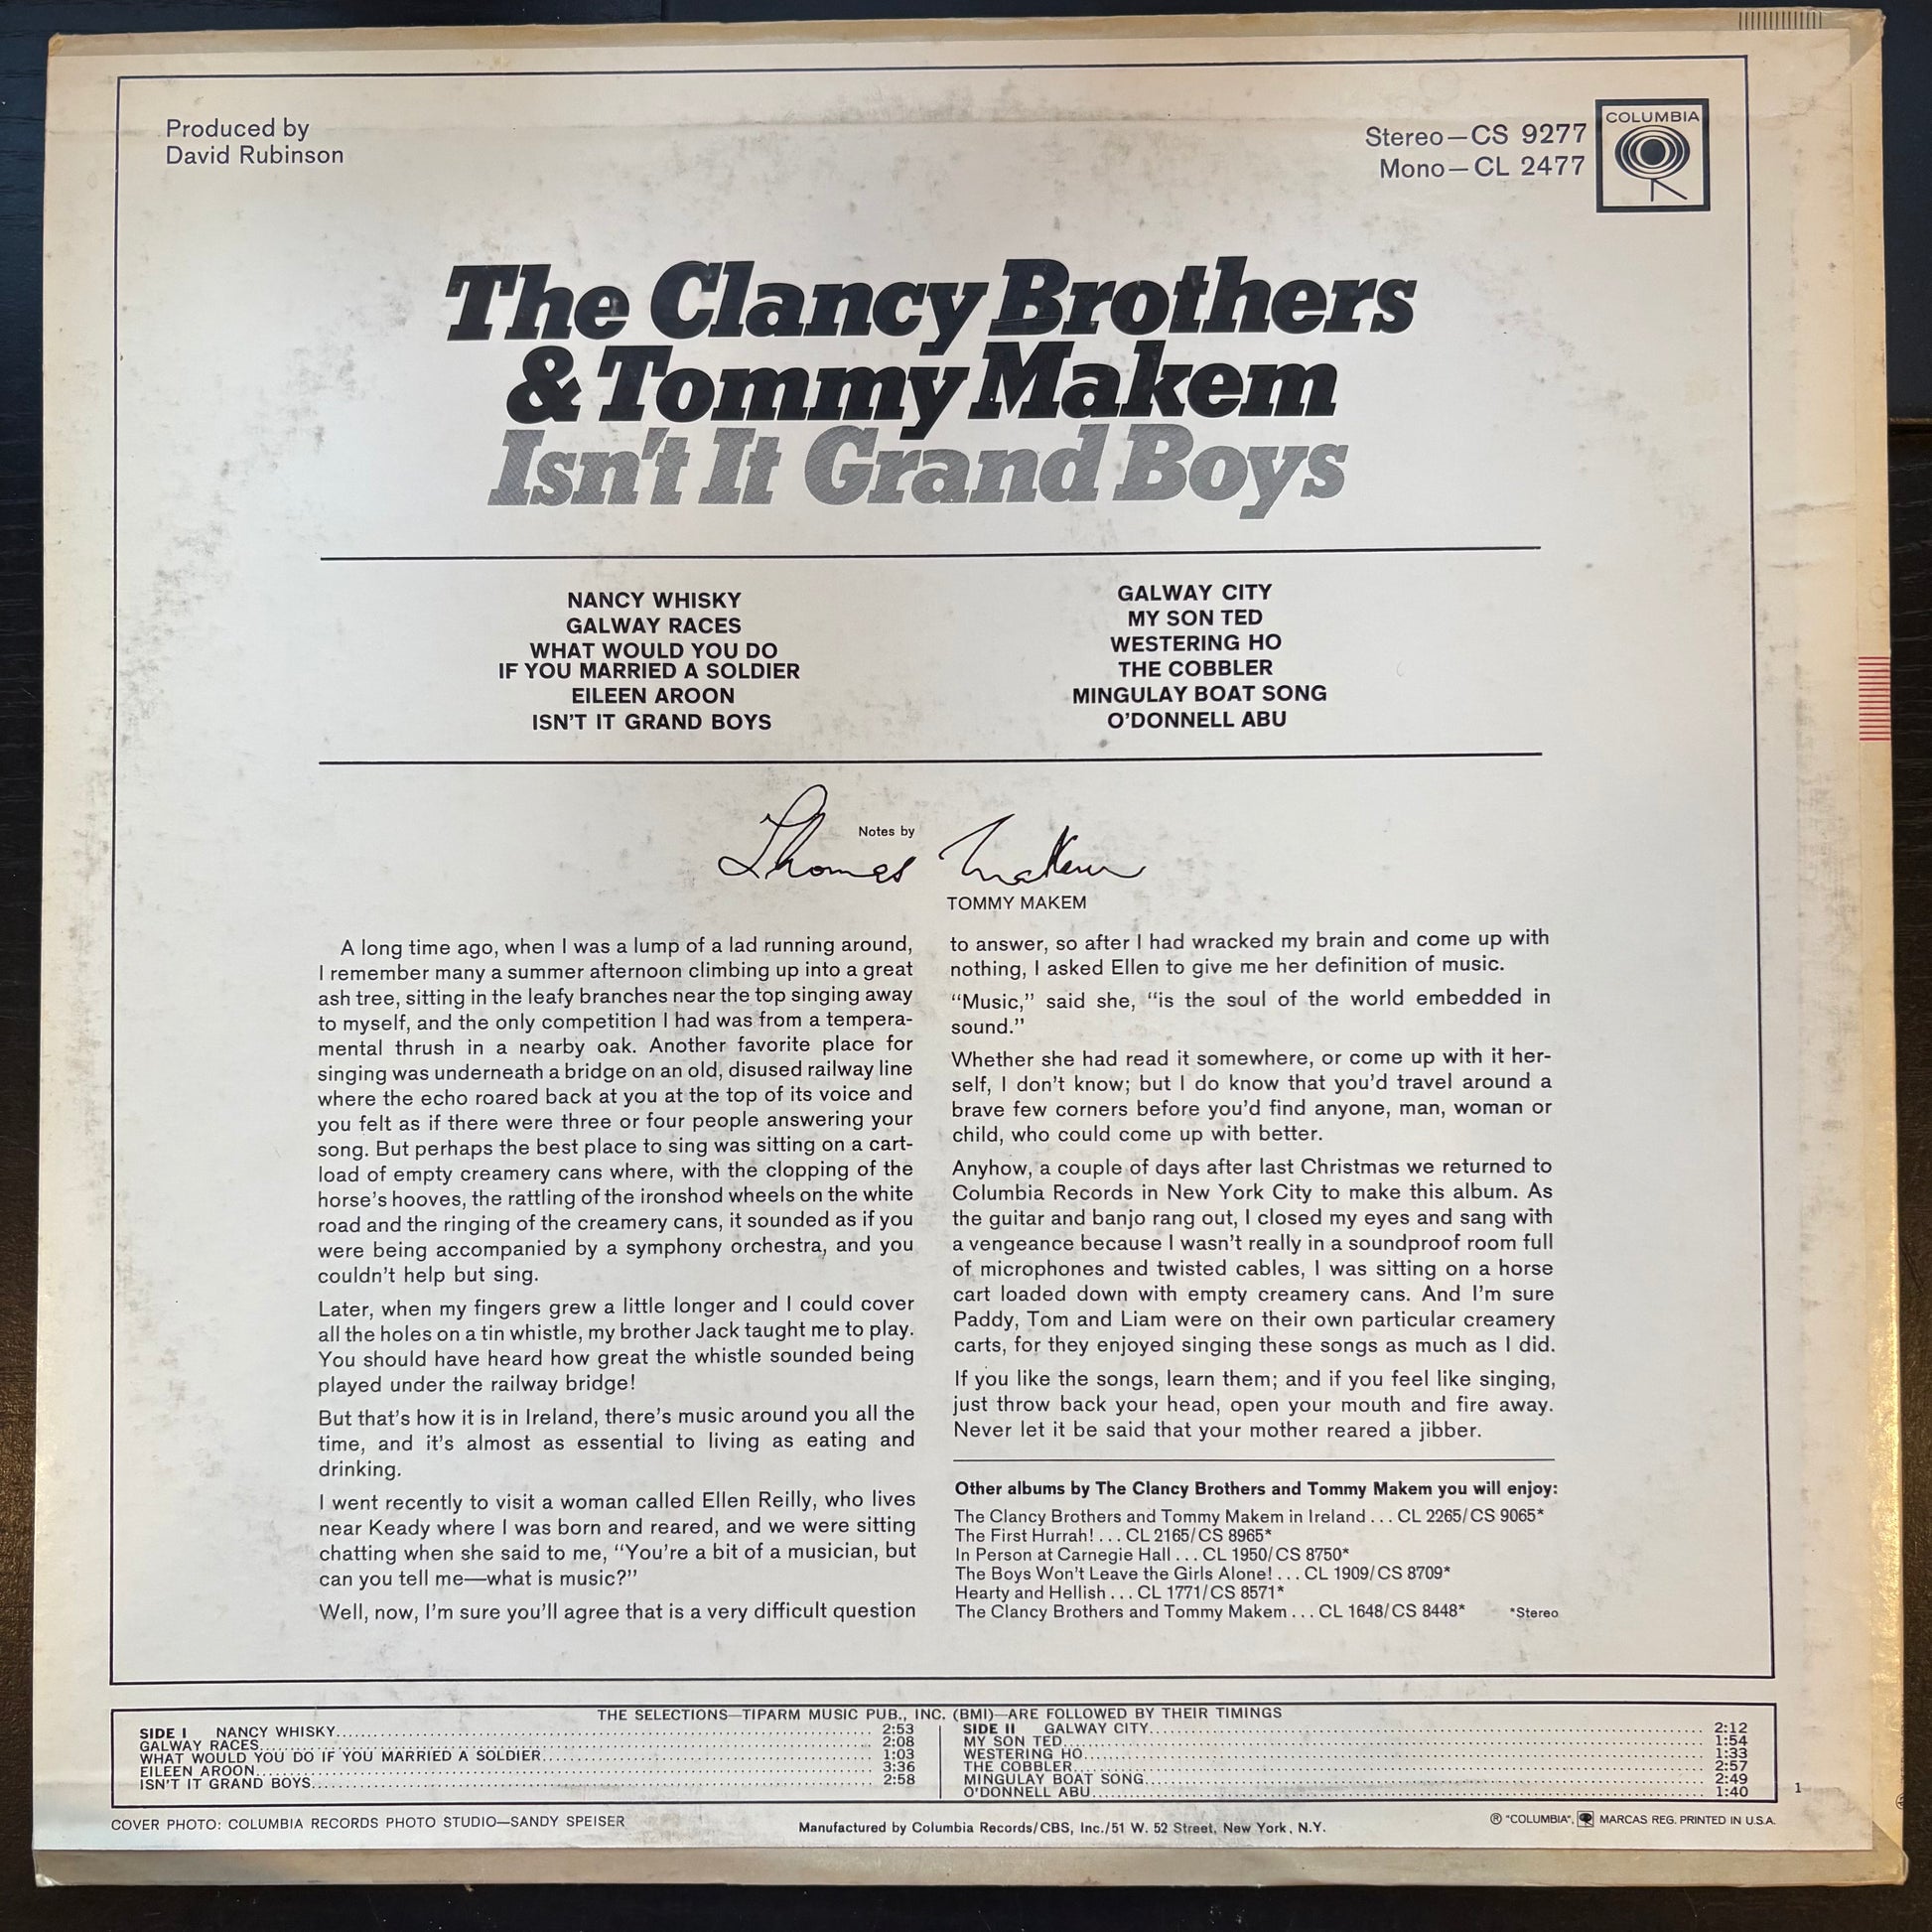 Produced by
David Rubinson
Stereo—CS 9277
Mono—CL 2477
COLUMBIA
The Clancy Brothers
& Tommy Makem
Isn't It Grand Boys
NANCY WHISKY
GALWAY RACES
WHAT WOULD YOU DO
IF YOU MARRIED A SOLDIER
EILEEN AROON
ISN'T IT GRAND BOYS
GALWAY CITY
MY SON TED
WESTERING HO
THE COBBLER
MINGULAY BOAT SONG
O'DONNELL ABU
Notes by
Thomas Makem
TOMMY MAKEM
A long time ago, when I was a lump of a lad running around,
I remember many a summer afternoon climbing up into a great
ash tree, sitting in the leafy branches near the top singing away
to myself, and the only competition I had was from a tempera-
mental thrush in a nearby oak. Another favorite place for
singing was underneath a bridge on an old, disused railway line
where the echo roared back at you at the top of its voice and
you felt as if there were three or four people answering your
song. But perhaps the best place to sing was sitting on a cart-
load of empty creamery cans where, with the clopping of the
horse's hooves, the rattling of the ironshod wheels on the white
road and the ringing of the creamery cans, it sounded as if you
were being accompanied by a symphony orchestra, and you
couldn't help but sing.
Later, when my fingers grew a little longer and I could cover
all the holes on a tin whistle, my brother Jack taught me to play.
You should have heard how great the whistle sounded being
played under the railway bridge!
But that's how it is in Ireland, there's music around you all the
time, and it's almost as essential to living as eating and
drinking.
I went recently to visit a woman called Ellen Reilly, who lives
near Keady where I was born and reared, and we were sitting
chatting when she said to me, "You're a bit of a musician, but
can you tell me—what is music?"
Well, now, I'm sure you'll agree that is a very difficult question
to answer, so after I had wracked my brain and come up with
nothing, I asked Ellen to give me her definition of music.
"Music," said she, "is the soul of the world embedded in
sound."
Whether she had read it somewhere, or come up with it her-
self, I don't know; but I do know that you'd travel around a
brave few corners before you'd find anyone, man, woman or
child, who could come up with better.
Anyhow, a couple of days after last Christmas we returned to
Columbia Records in New York City to make this album. As
the guitar and banjo rang out, I closed my eyes and sang with
a vengeance because I wasn't really in a soundproof room full
of microphones and twisted cables, I was sitting on a horse
cart loaded down with empty creamery cans. And I'm sure
Paddy, Tom and Liam were on their own particular creamery
carts, for they enjoyed singing these songs as much as I did.
If you like the songs, learn them; and if you feel like singing,
just throw back your head, open your mouth and fire away.
Never let it be said that your mother reared a jibber.
Other albums by The Clancy Brothers and Tommy Makem you will enjoy:
The Clancy Brothers and Tommy Makem in Ireland ... CL 2265/CS 9065*
The First Hurrah! ... CL 2165/CS 8965*
In Person at Carnegie Hall ... CL 1950/CS 8750*
The Boys Won't Leave the Girls Alone! ... CL 1909/CS 8709*
Hearty and Hellish ... CL 1771/CS 8571*
The Clancy Brothers and Tommy Makem ... CL 1648/CS 8448* *Stereo
THE SELECTIONS—TIPARM MUSIC PUB., INC. (BMI)—ARE FOLLOWED BY THEIR TIMINGS
SIDE I NANCY WHISKY 2:53
GALWAY RACES 2:08
WHAT WOULD YOU DO IF YOU MARRIED A SOLDIER 1:03
EILEEN AROON 3:36
ISN'T IT GRAND BOYS 2:58
SIDE II GALWAY CITY 2:12
MY SON TED 1:54
WESTERING HO 1:33
THE COBBLER 2:57
MINGULAY BOAT SONG 2:49
O'DONNELL ABU 1:40
1
COVER PHOTO: COLUMBIA RECORDS PHOTO STUDIO—SANDY SPEISER
Manufactured by Columbia Records/CBS, Inc./51 W. 52 Street, New York, N.Y.
® "COLUMBIA", MARCAS REG. PRINTED IN U.S.A.